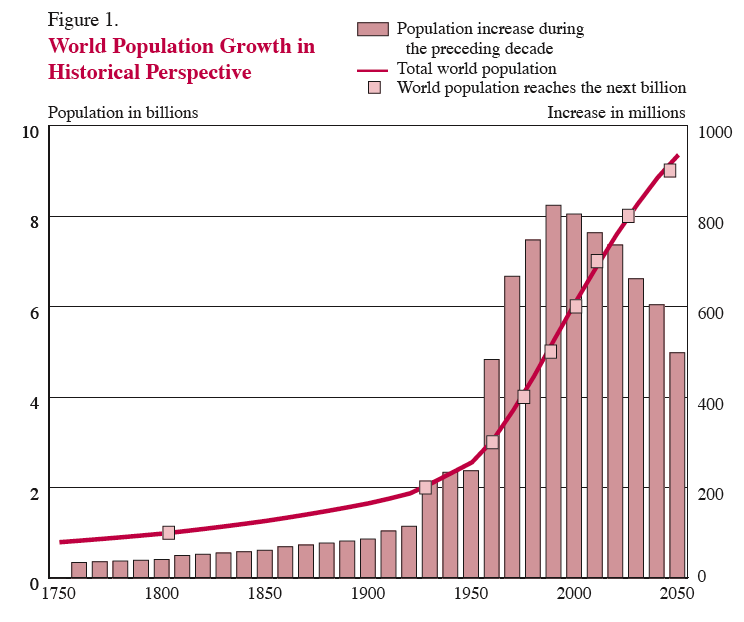 Figure 1.
World Population Growth in
Historical Perspective
Population increase during
the preceding decade
Total world population
World population reaches the next billion
Population in billions
Increase in millions
10
8
6
4
2
0
1000
800
600
400
200
0
1750 1800 1850 1900 1950 2000 2050